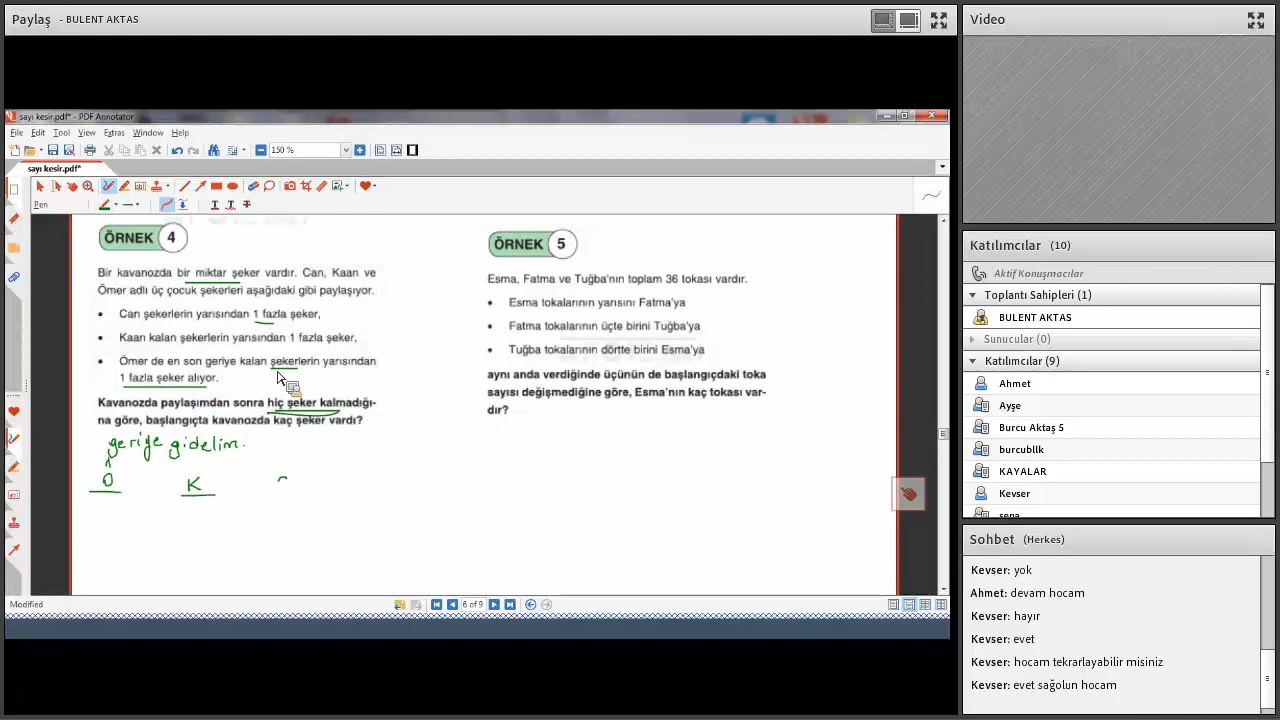 Paylaş - BULENT AKTAS
sayı kesir.pdf* - PDF Annotator
File Edit Tool View Extras Window Help
150 %
sayı kesir.pdf*
Pen
ÖRNEK 4
Bir kavanozda bir miktar şeker vardır. Can, Kaan ve
Ömer adlı üç çocuk şekerleri aşağıdaki gibi paylaşıyor.
• Can şekerlerin yarısından 1 fazla şeker,
• Kaan kalan şekerlerin yarısından 1 fazla şeker,
• Ömer de en son geriye kalan şekerlerin yarısından
1 fazla şeker alıyor.
Kavanozda paylaşımdan sonra hiç şeker kalmadığı-
na göre, başlangıçta kavanozda kaç şeker vardı?
geriye gidelim.
Ö K
ÖRNEK 5
Esma, Fatma ve Tuğba'nın toplam 36 tokası vardır.
• Esma tokalarının yarısını Fatma'ya
• Fatma tokalarının üçte birini Tuğba'ya
• Tuğba tokalarının dörtte birini Esma'ya
aynı anda verdiğinde üçünün de başlangıçdaki toka
sayısı değişmediğine göre, Esma'nın kaç tokası var-
dır?
Modified
6 of 9
Video
Katılımcılar (10)
Aktif Konuşmacılar
Toplantı Sahipleri (1)
BULENT AKTAS
Sunucular (0)
Katılımcılar (9)
Ahmet
Ayşe
Burcu Aktaş 5
burcubllk
KAYALAR
Kevser
sena
Sohbet (Herkes)
Kevser: yok
Ahmet: devam hocam
Kevser: hayır
Kevser: evet
Kevser: hocam tekrarlayabilir misiniz
Kevser: evet sağolun hocam